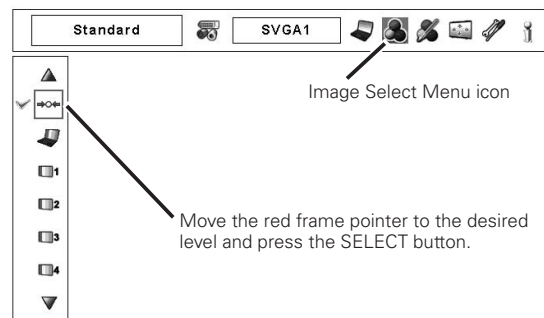 Standard SVGA1
Image Select Menu icon
1
2
Move the red frame pointer to the desired
level and press the SELECT button.
3
4